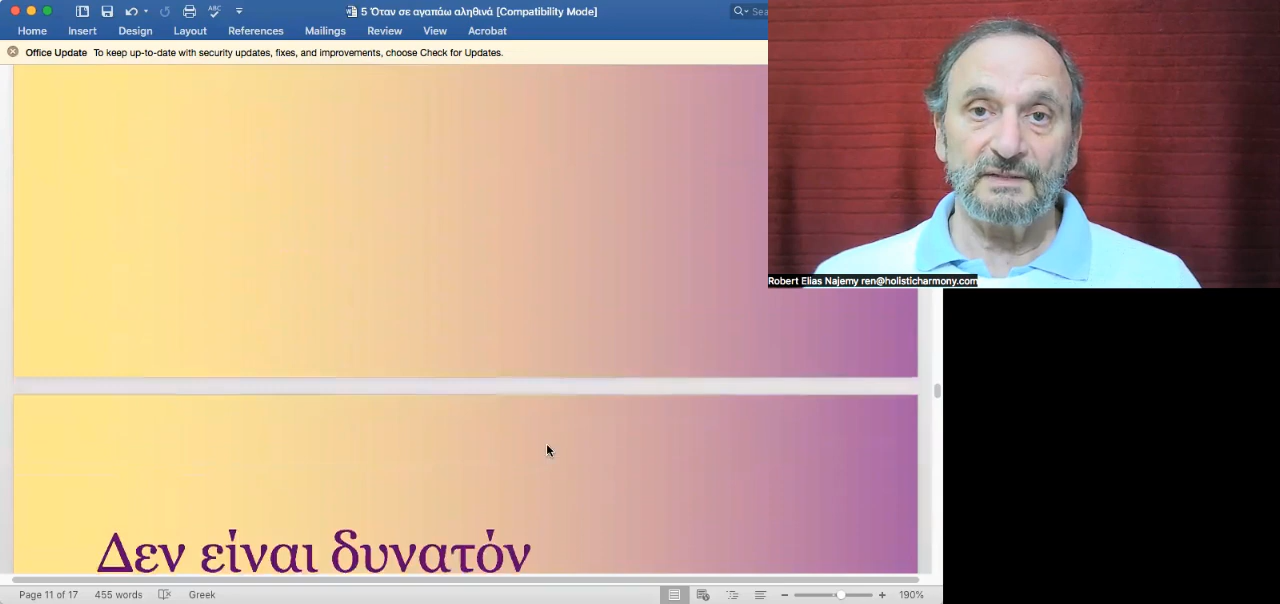 5 Όταν σε αγαπάω αληθινά [Compatibility Mode]
Home Insert Design Layout References Mailings Review View Acrobat
Office Update To keep up-to-date with security updates, fixes, and improvements, choose Check for Updates.
Robert Elias Najemy ren@holisticharmony.com
Δεν είναι δυνατόν
Page 11 of 17 455 words Greek 190%